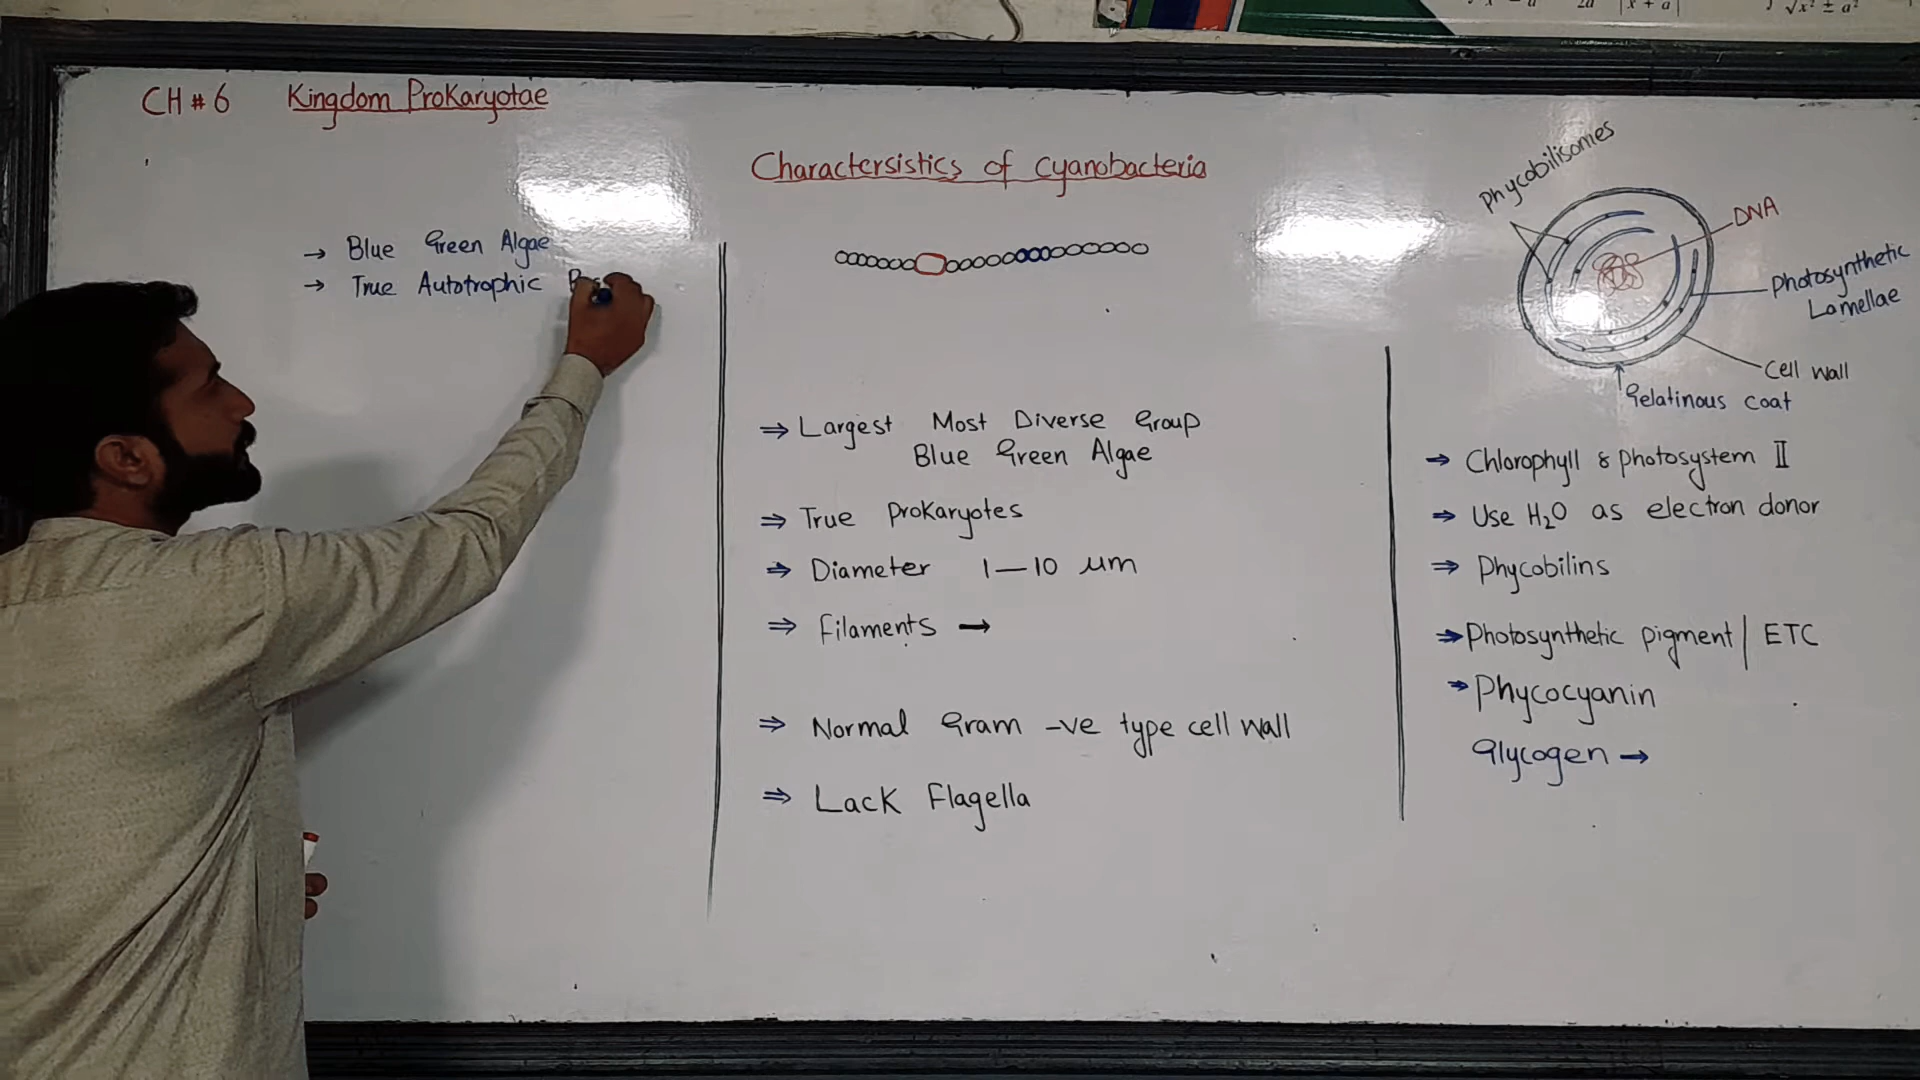 CH # 6 Kingdom Prokaryotae
Charactersistics of cyanobacteria
→ Blue Green Algae
→ True Autotrophic
⇒ Largest Most Diverse Group
Blue Green Algae
⇒ True Prokaryotes
⇒ Diameter 1—10 μm
⇒ Filaments →
⇒ Normal Gram -ve type cell wall
⇒ Lack Flagella
Phycobilisomes
DNA
Photosynthetic
Lamellae
Cell wall
Gelatinous coat
⇒ Chlorophyll & photosystem II
⇒ Use H₂O as electron donor
⇒ Phycobilins
⇒ Photosynthetic pigment | ETC
⇒ Phycocyanin
Glycogen →